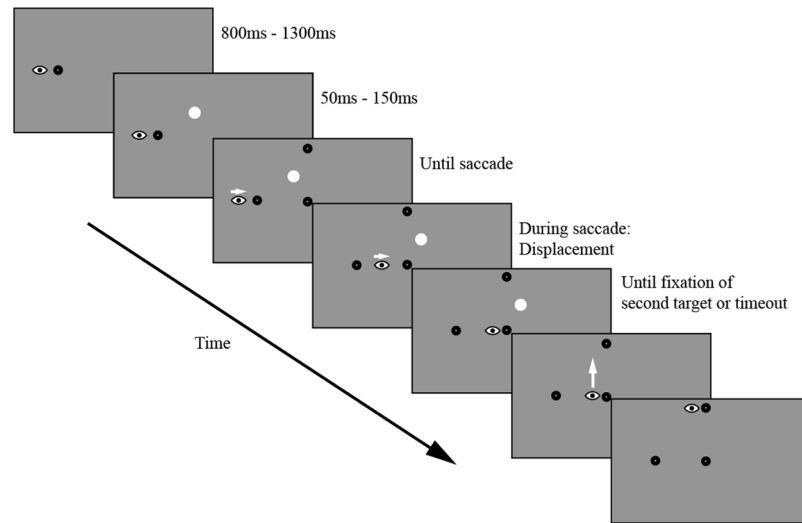 800ms - 1300ms
50ms - 150ms
Until saccade
During saccade:
Displacement
Until fixation of
second target or timeout
Time